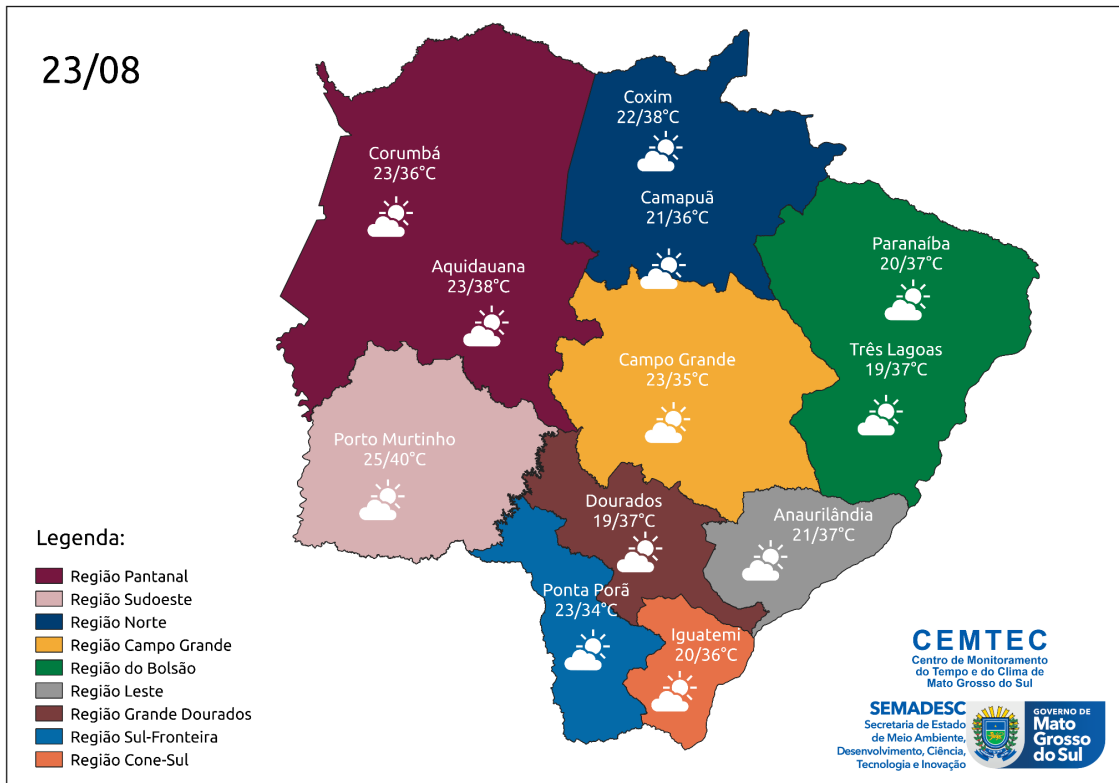 23/08
Coxim
22/38°C
Corumbá
23/36°C
Camapuã
21/36°C
Paranaíba
20/37°C
Aquidauana
23/38°C
Três Lagoas
19/37°C
Campo Grande
23/35°C
Porto Murtinho
25/40°C
Dourados
19/37°C
Anaurilândia
21/37°C
Ponta Porã
23/34°C
Iguatemi
20/36°C
Legenda:
Região Pantanal
Região Sudoeste
Região Norte
Região Campo Grande
Região do Bolsão
Região Leste
Região Grande Dourados
Região Sul-Fronteira
Região Cone-Sul
CEMTEC
Centro de Monitoramento
do Tempo e do Clima de
Mato Grosso do Sul
SEMADESC
Secretaria de Estado
de Meio Ambiente,
Desenvolvimento, Ciência,
Tecnologia e Inovação
GOVERNO DE
Mato
Grosso
do Sul